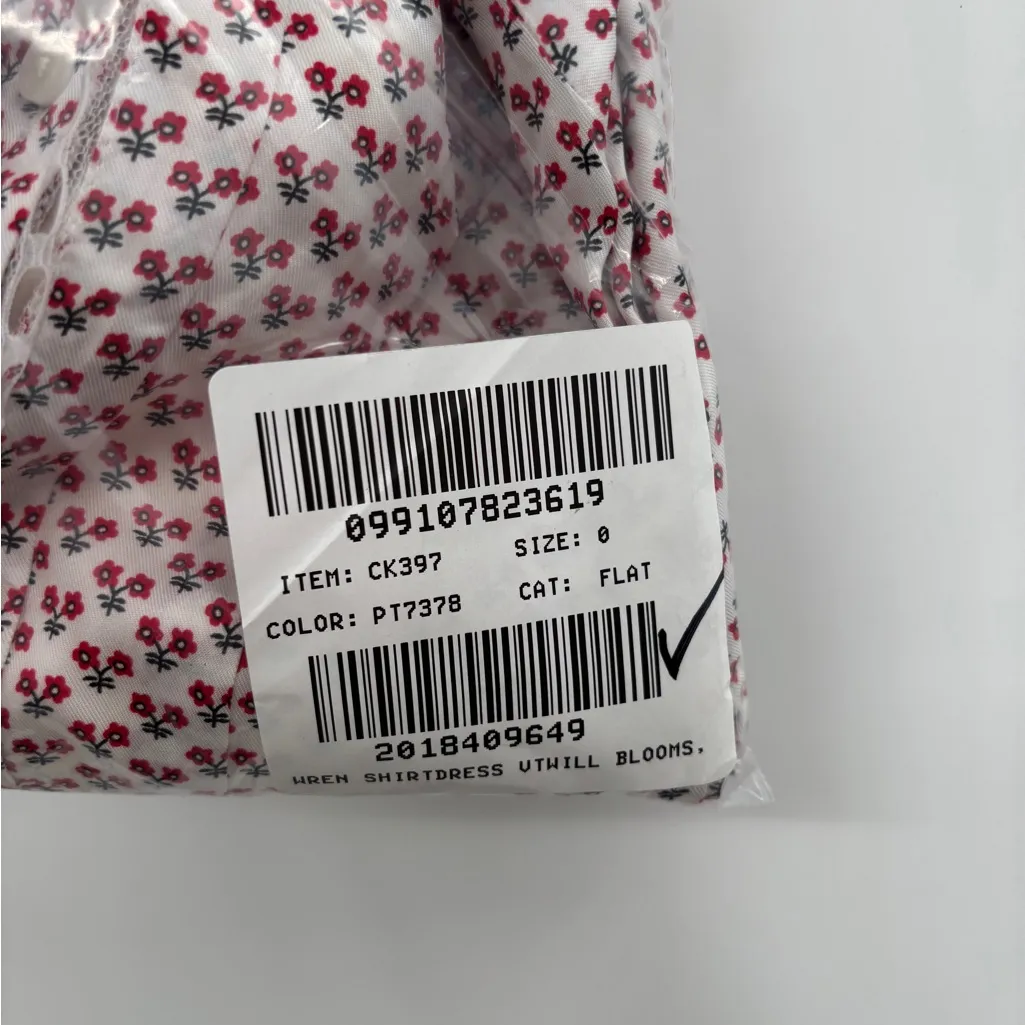 099107823619
ITEM: CK397 SIZE: 0
COLOR: PT7378 CAT: FLAT
2018409649
WREN SHIRTDRESS VTWILL BLOOMS,